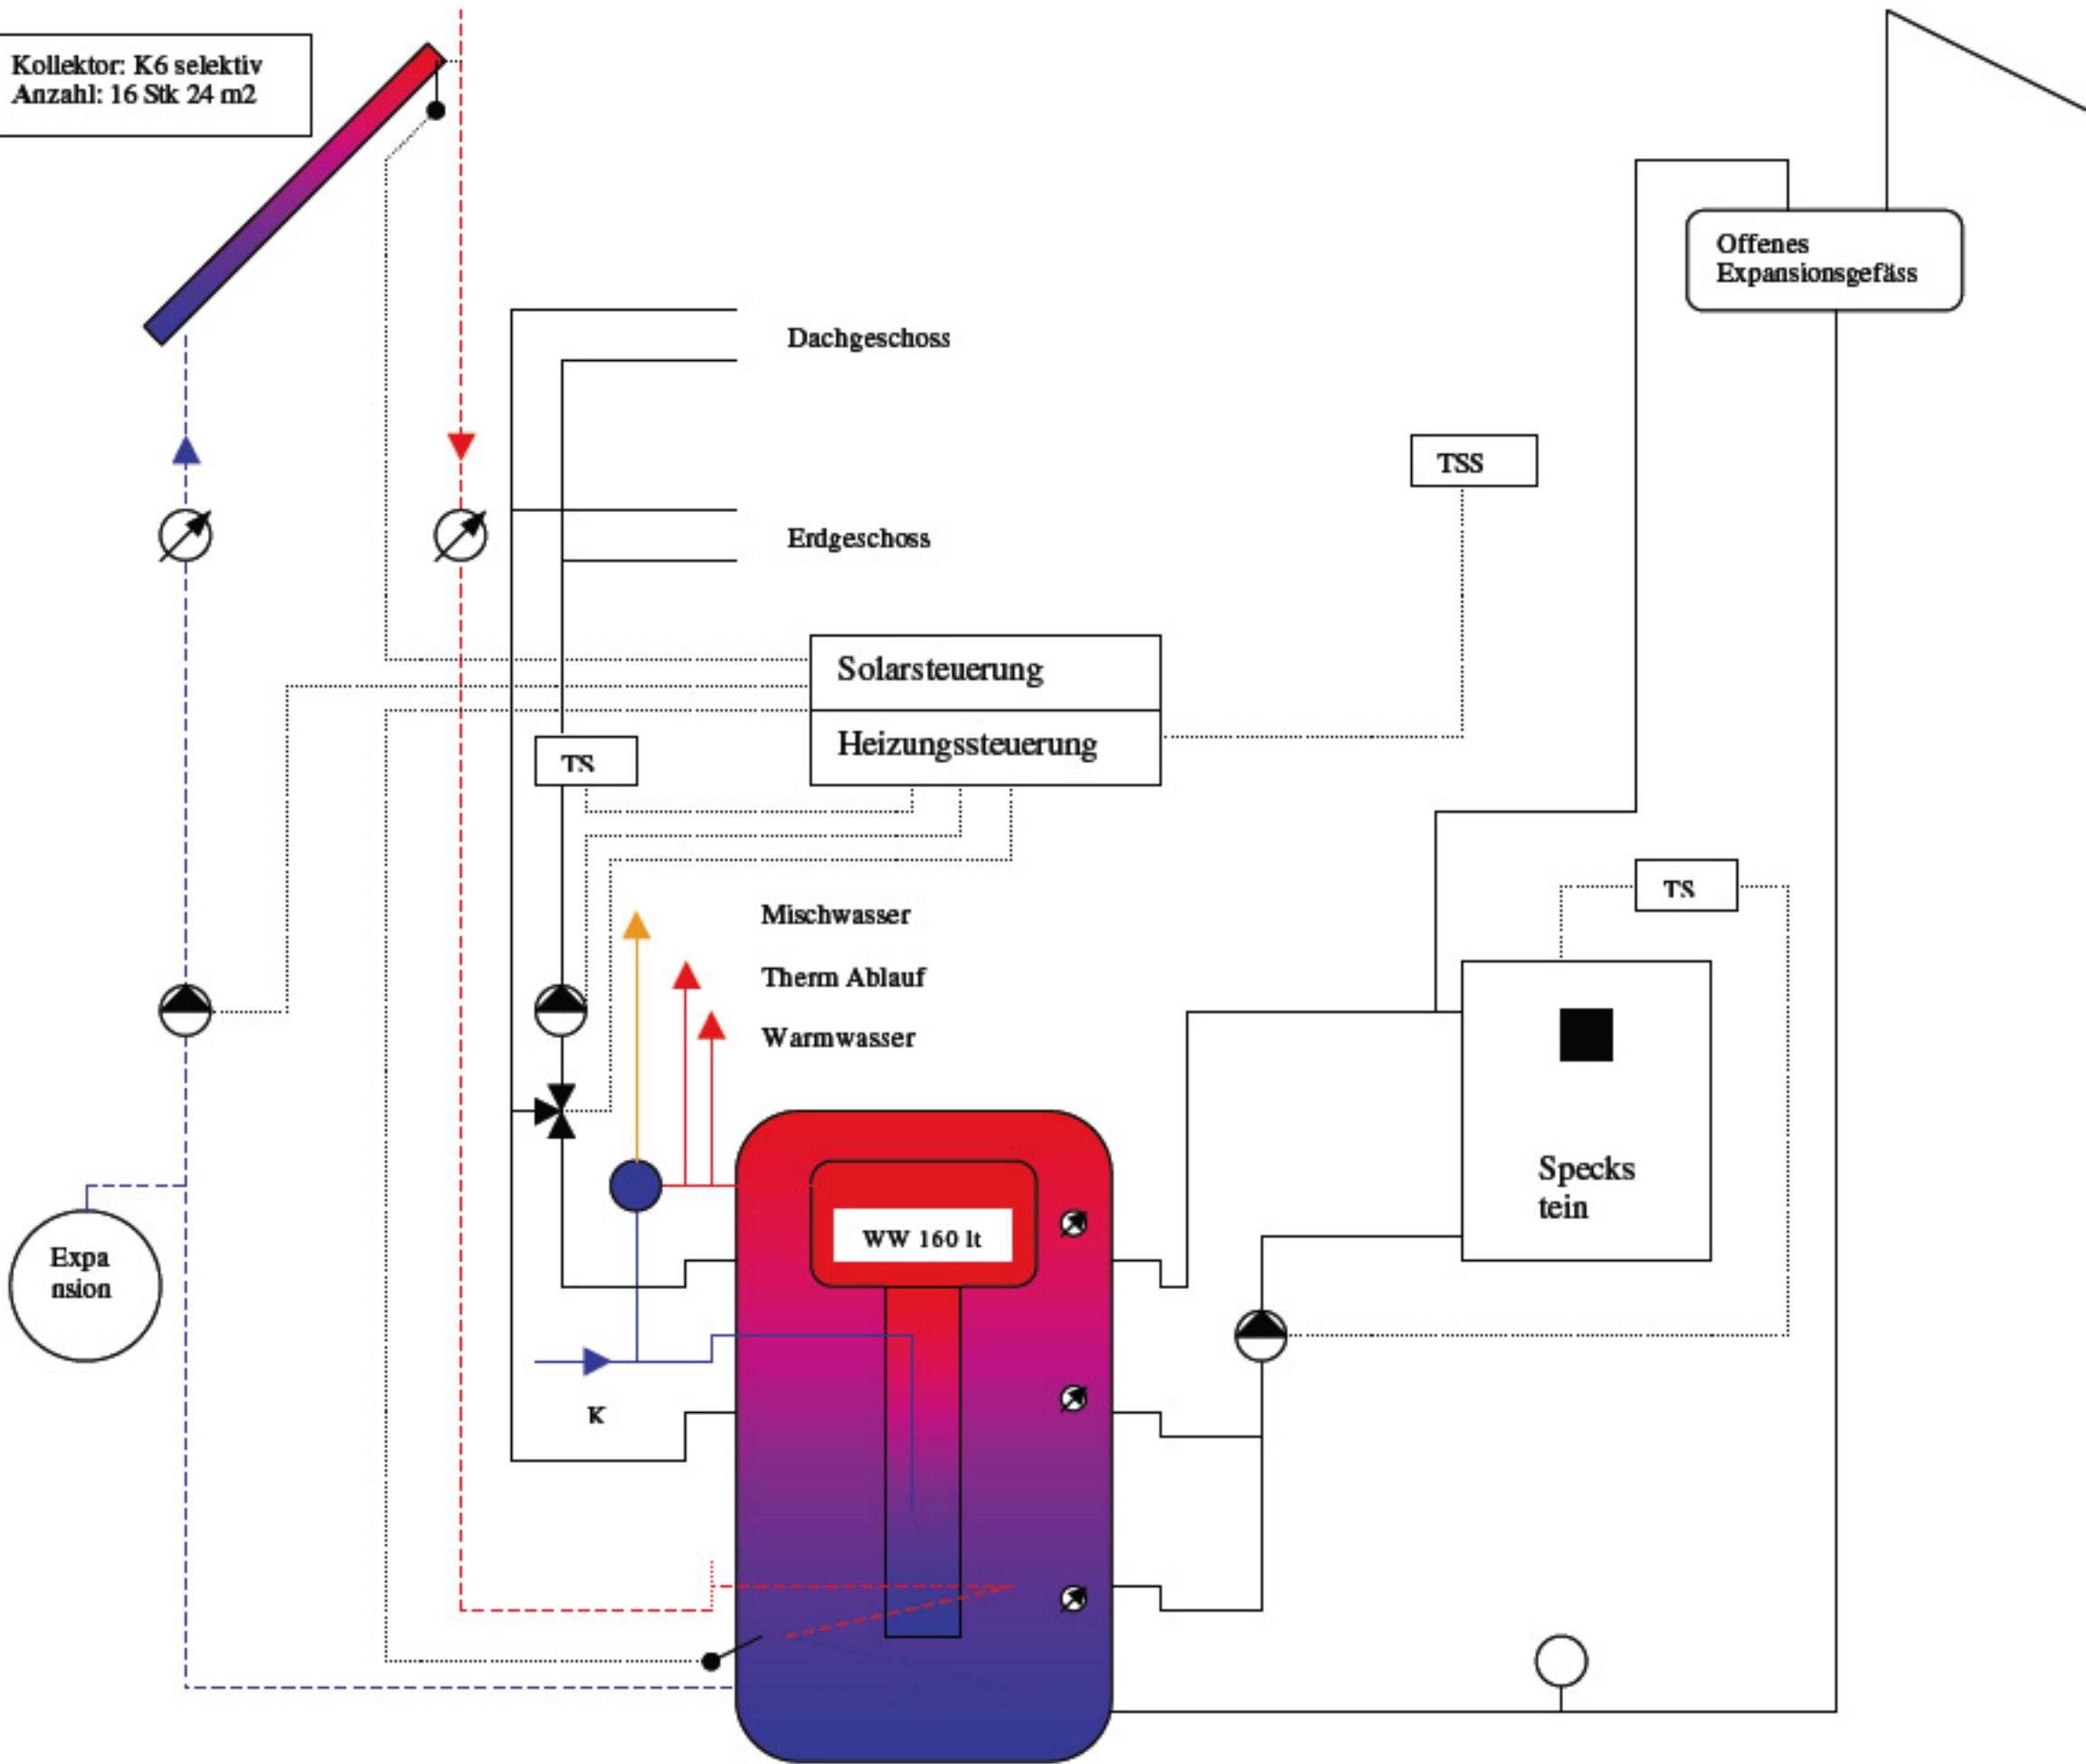 Kollektor: K6 selektiv
Anzahl: 16 Stk 24 m2
Offenes
Expansionsgefäss
Dachgeschoss
TSS
Erdgeschoss
Solarsteuerung
Heizungssteuerung
TS
TS
Mischwasser
Therm Ablauf
Warmwasser
Specks
tein
WW 160 lt
Expa
nsion
K